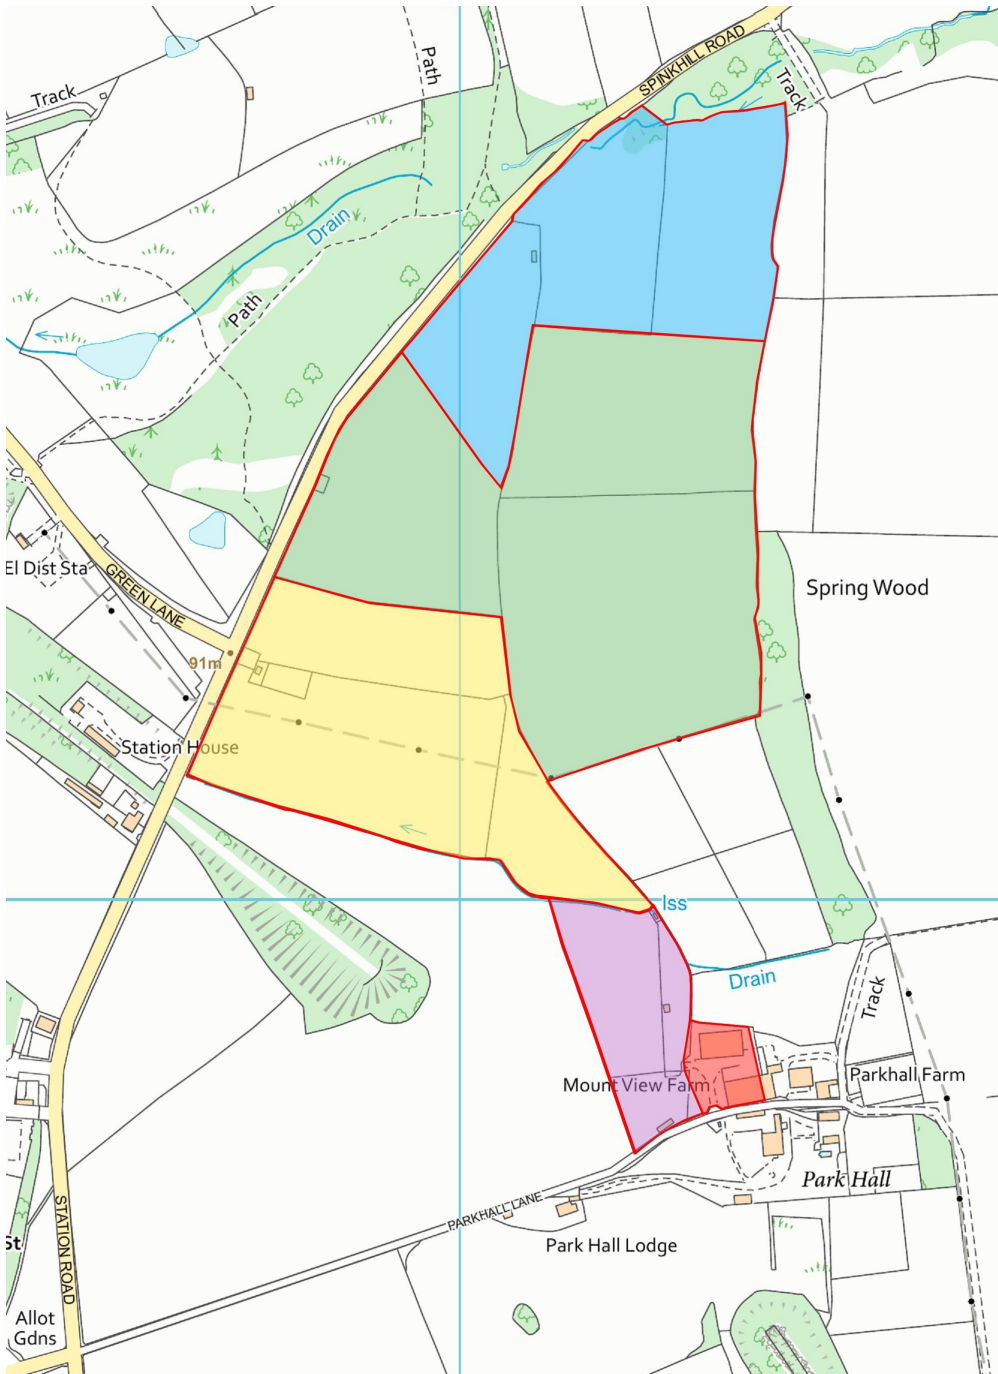 SPINKHILL ROAD
Path
Track
Track
Drain
Path
El Dist Sta
GREEN LANE
Spring Wood
91m
Station House
Iss
Drain
Track
Mount View Farm
Parkhall Farm
Park Hall
PARKHALL LANE
STATION ROAD
St
Park Hall Lodge
Allot
Gdns